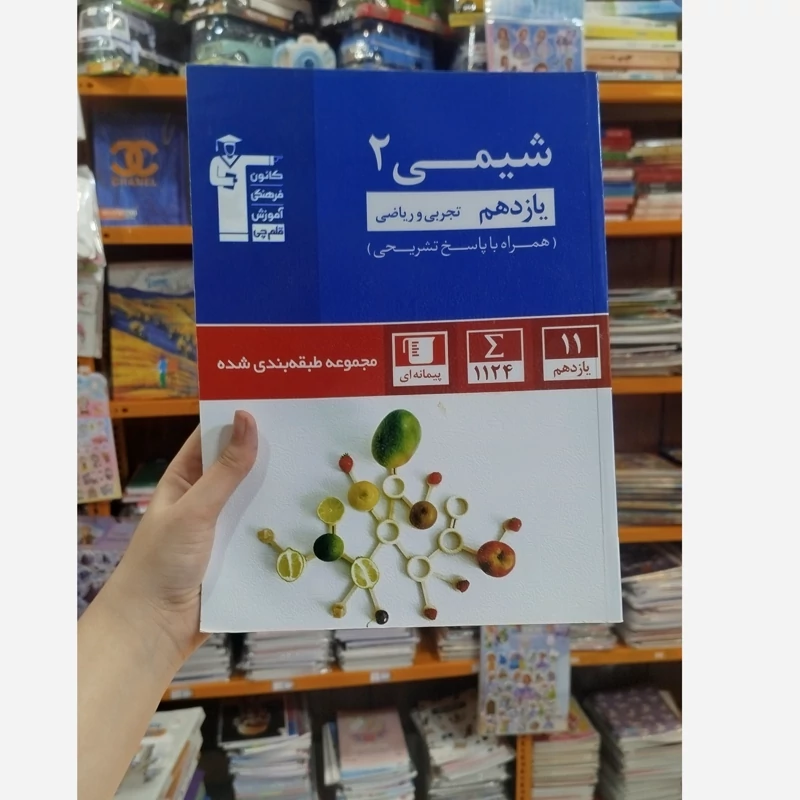 شیمی ۲
یازدهم تجربی و ریاضی
(همراه با پاسخ تشریحی)
کانون
فرهنگی
آموزش
قلم‌چی
۱۱
یازدهم
Σ
۱۱۲۴
پیمانه‌ای
مجموعه طبقه‌بندی شده
CHANEL